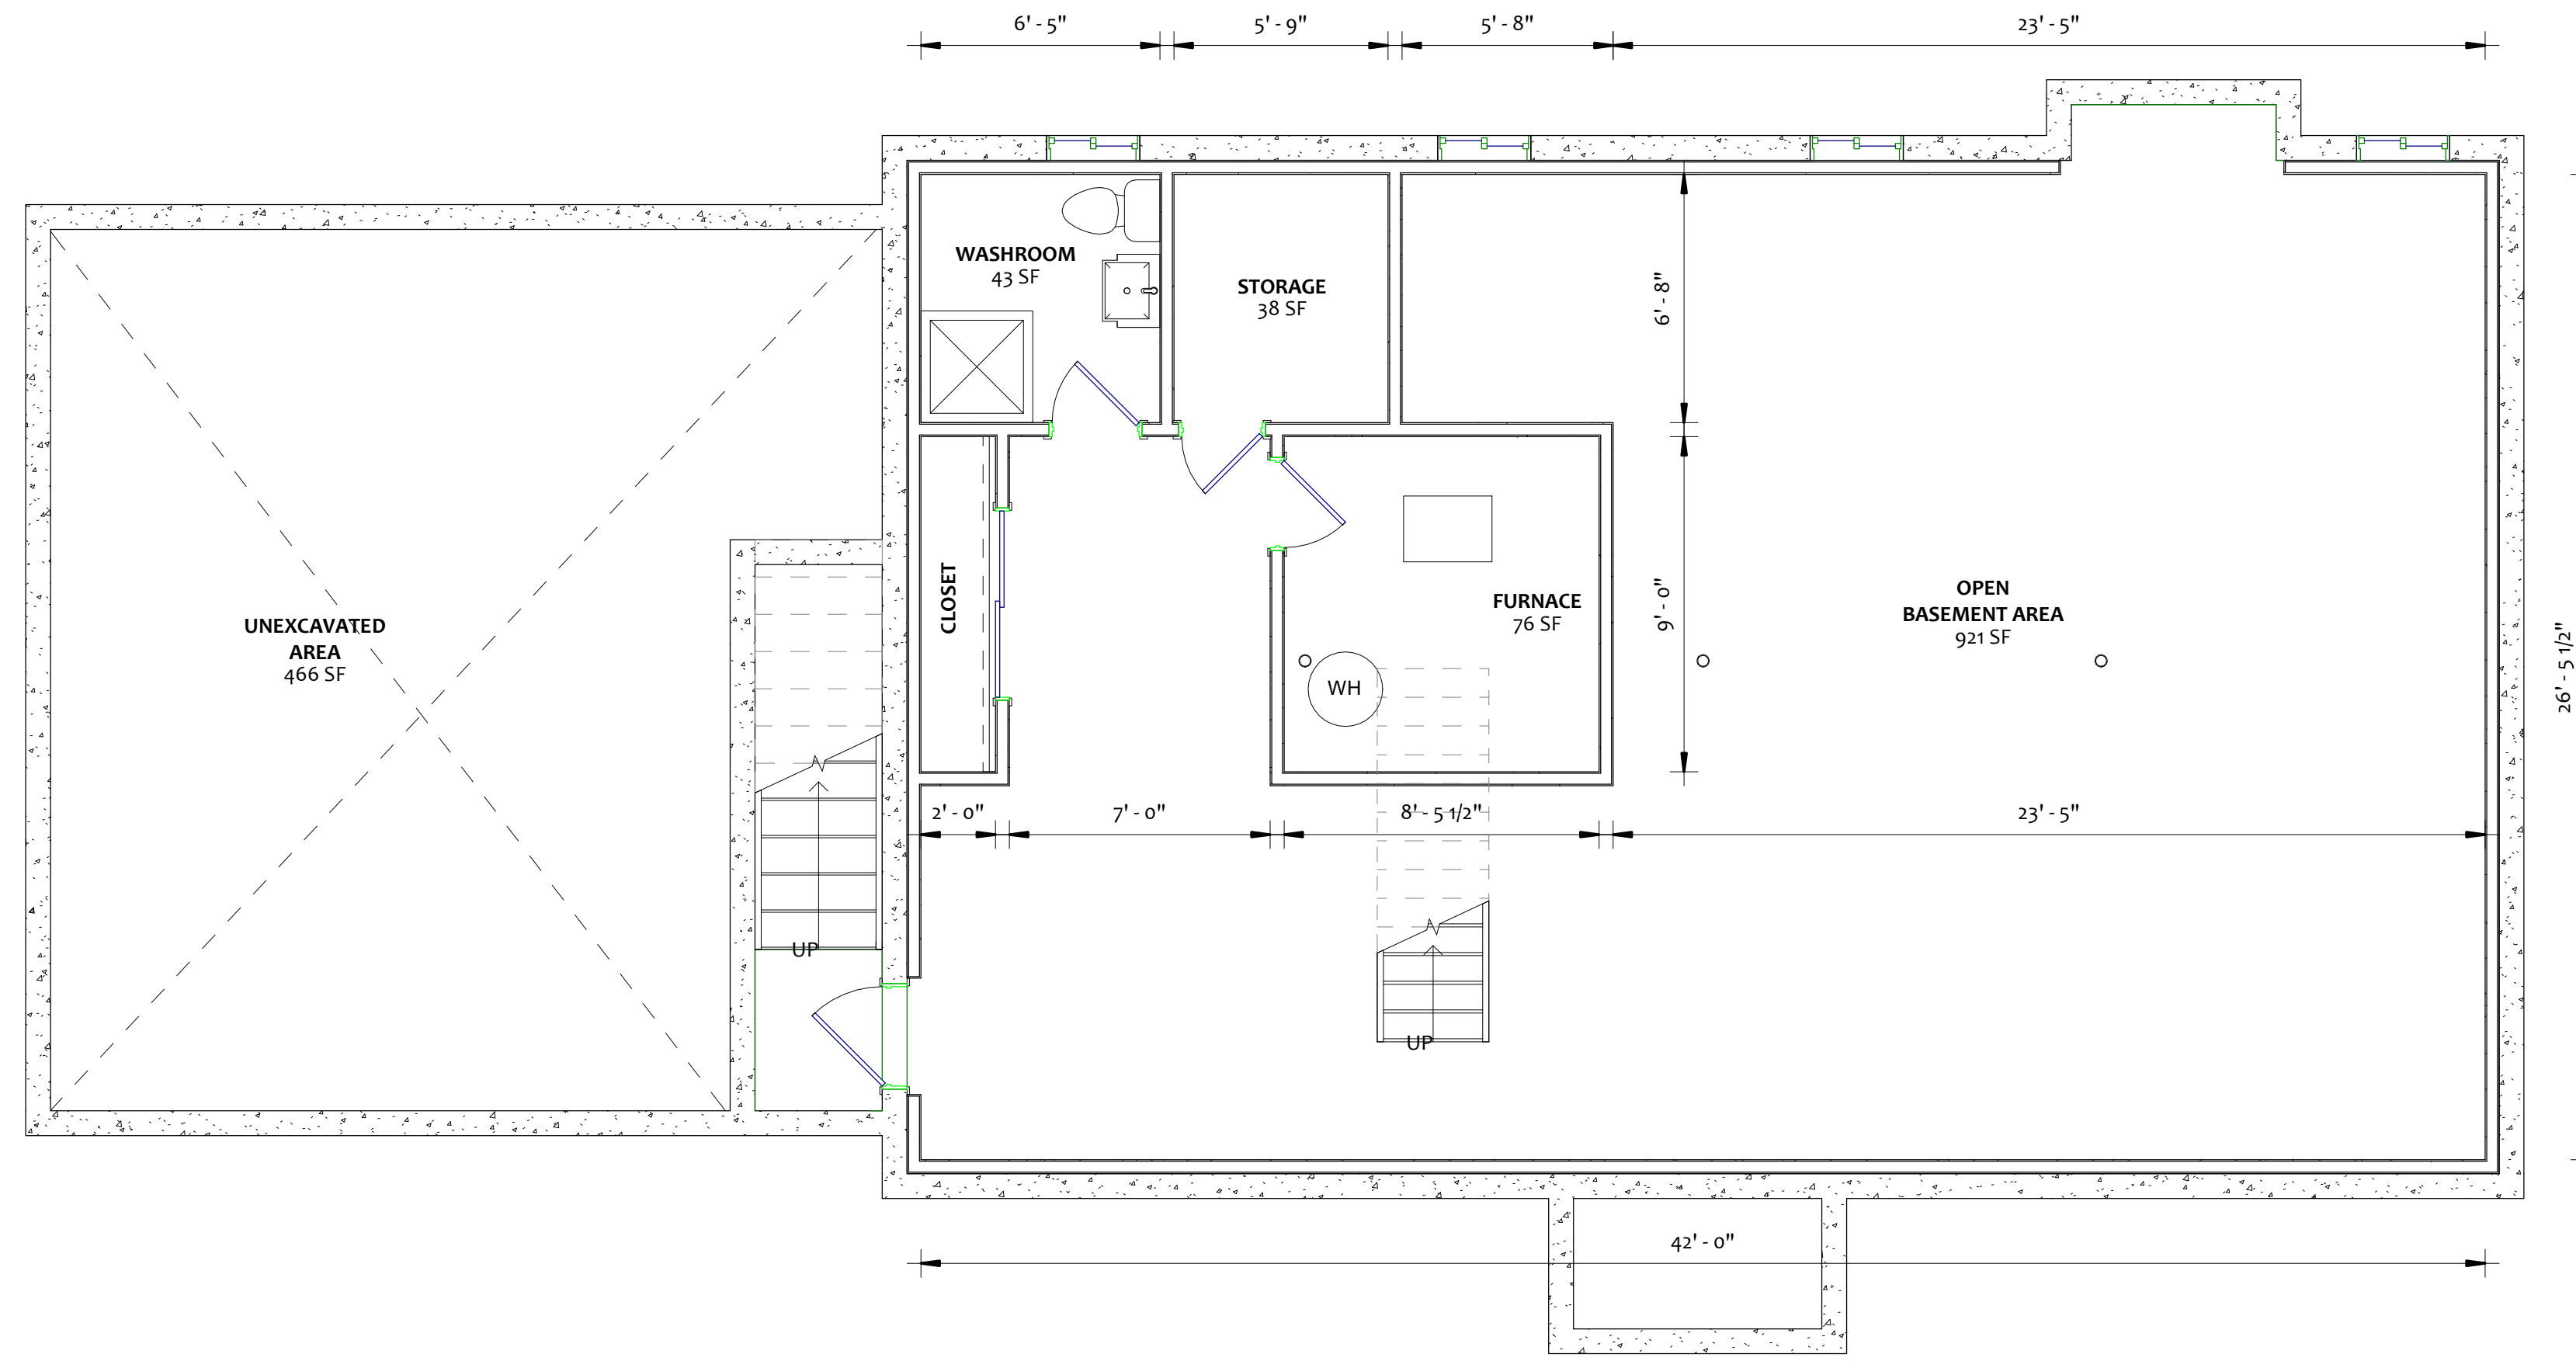 6' - 5"
5' - 9"
5' - 8"
23' - 5"
WASHROOM
43 SF
STORAGE
38 SF
6' - 8"
UNEXCAVATED
AREA
466 SF
CLOSET
FURNACE
76 SF
WH
9' - 0"
OPEN
BASEMENT AREA
921 SF
26' - 5 1/2"
2' - 0"
7' - 0"
8' - 5 1/2"
23' - 5"
UP
UP
42' - 0"